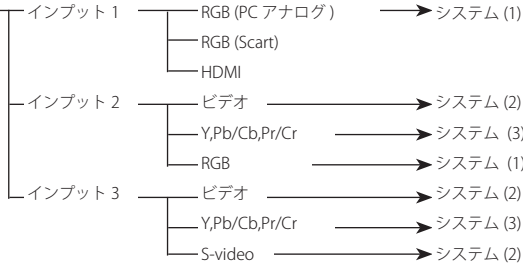 インプット 1 RGB (PC アナログ ) システム (1)
RGB (Scart)
HDMI
インプット 2 ビデオ システム (2)
Y,Pb/Cb,Pr/Cr システム (3)
RGB システム (1)
インプット 3 ビデオ システム (2)
Y,Pb/Cb,Pr/Cr システム (3)
S-video システム (2)